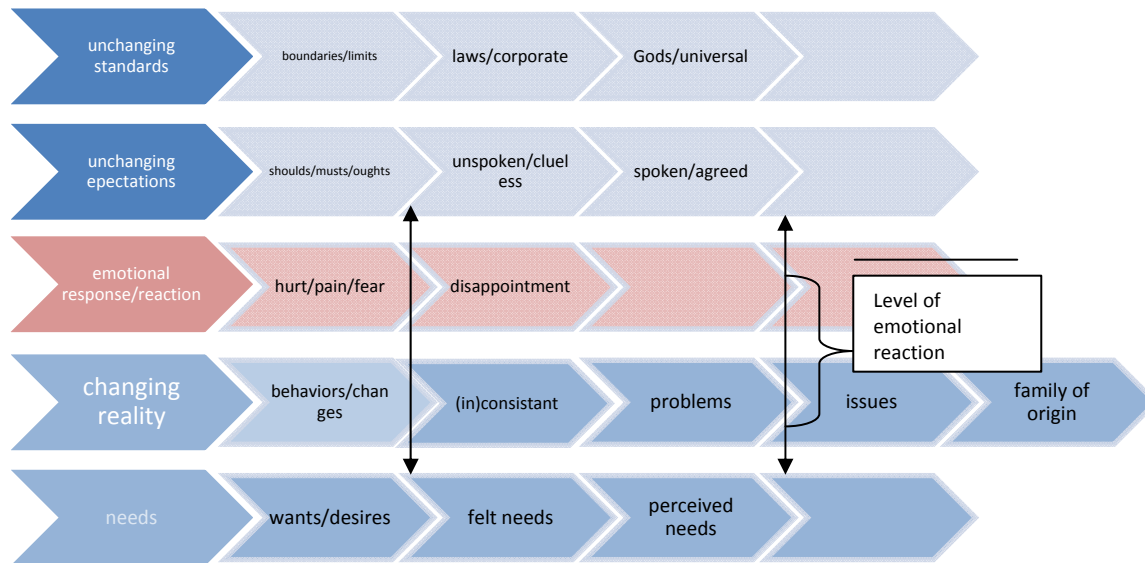 unchanging
standards
boundaries/limits
laws/corporate
Gods/universal
unchanging
epectations
shoulds/musts/oughts
unspoken/cluel
ess
spoken/agreed
emotional
response/reaction
hurt/pain/fear
disappointment
Level of
emotional
reaction
changing
reality
behaviors/chan
ges
(in)consistant
problems
issues
family of
origin
needs
wants/desires
felt needs
perceived
needs